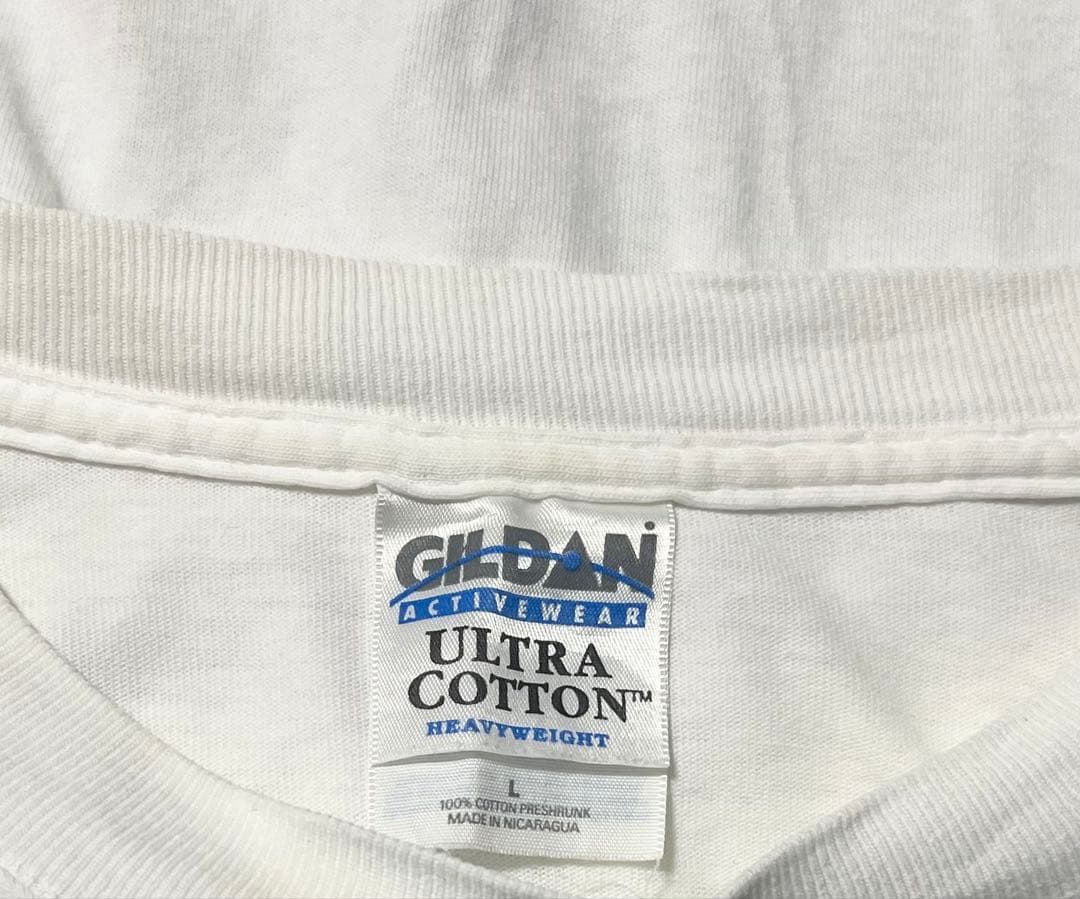 GILDAN
ACTIVEWEAR
ULTRA
COTTON™
HEAVYWEIGHT
L
100% COTTON PRESHRUNK
MADE IN NICARAGUA